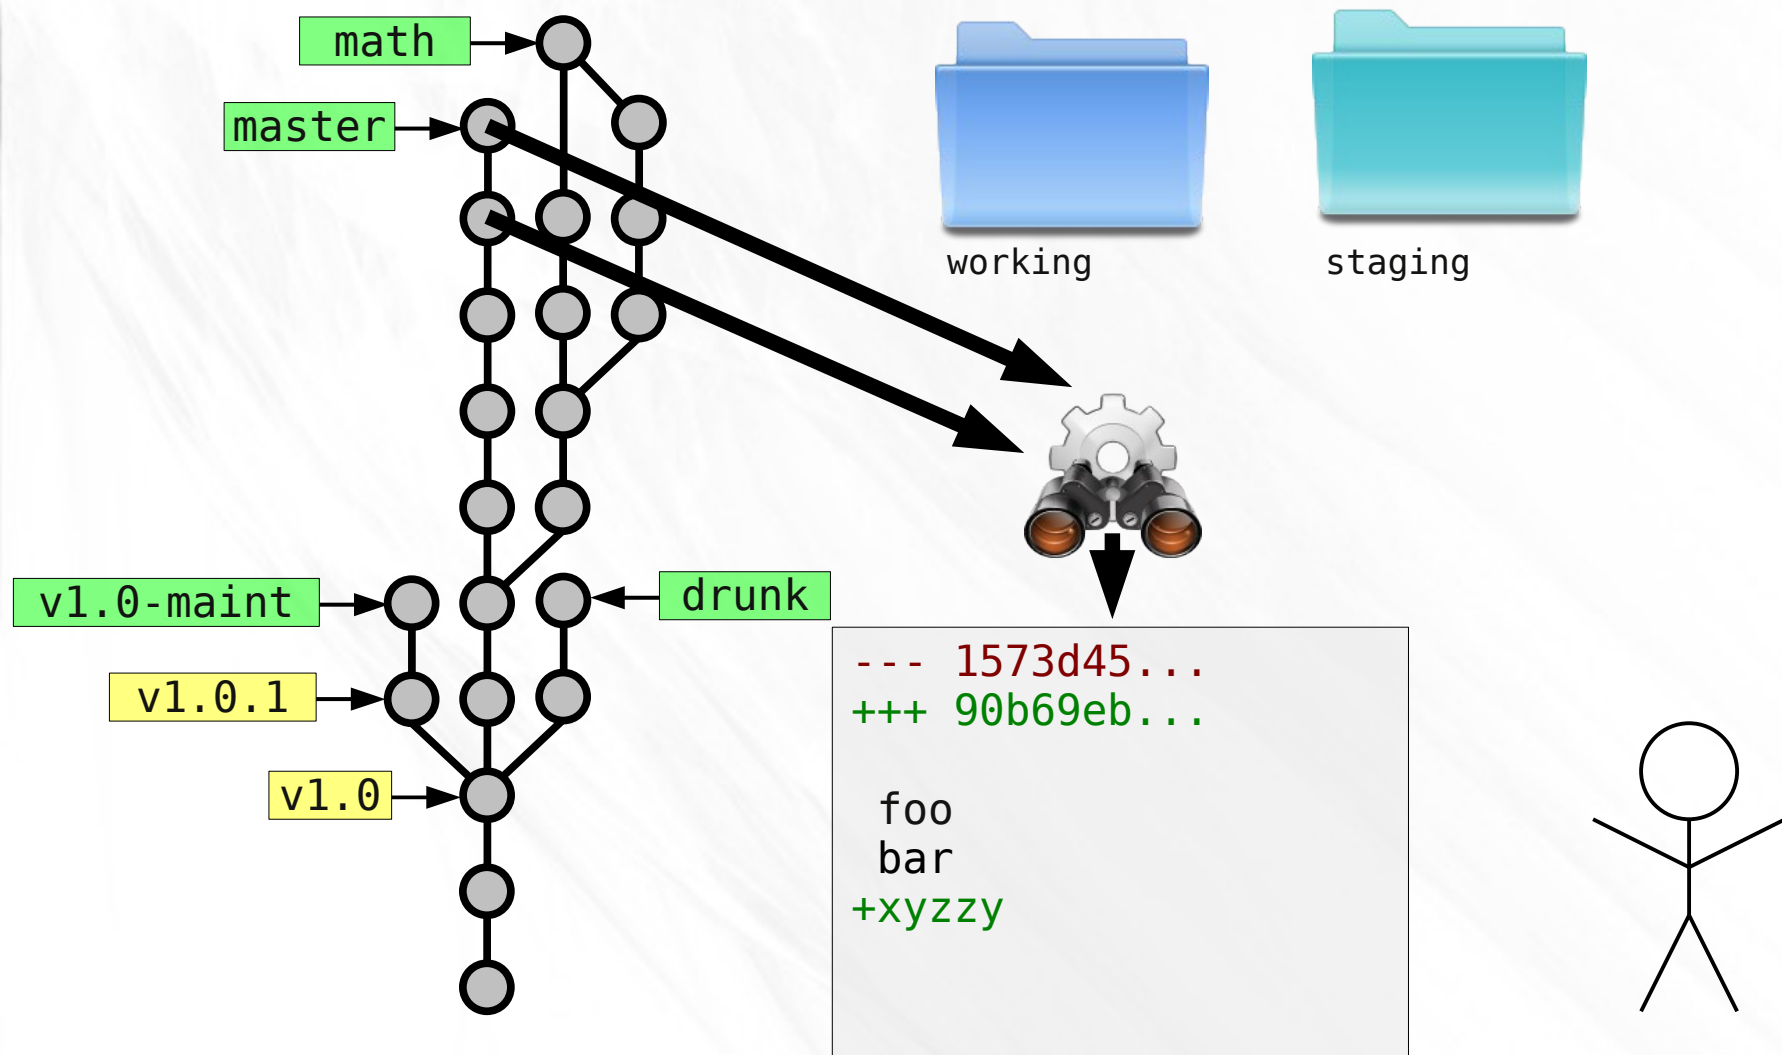 math
master
working
staging
v1.0-maint
drunk
v1.0.1
v1.0
--- 1573d45...
+++ 90b69eb...
foo
bar
+xyzzy